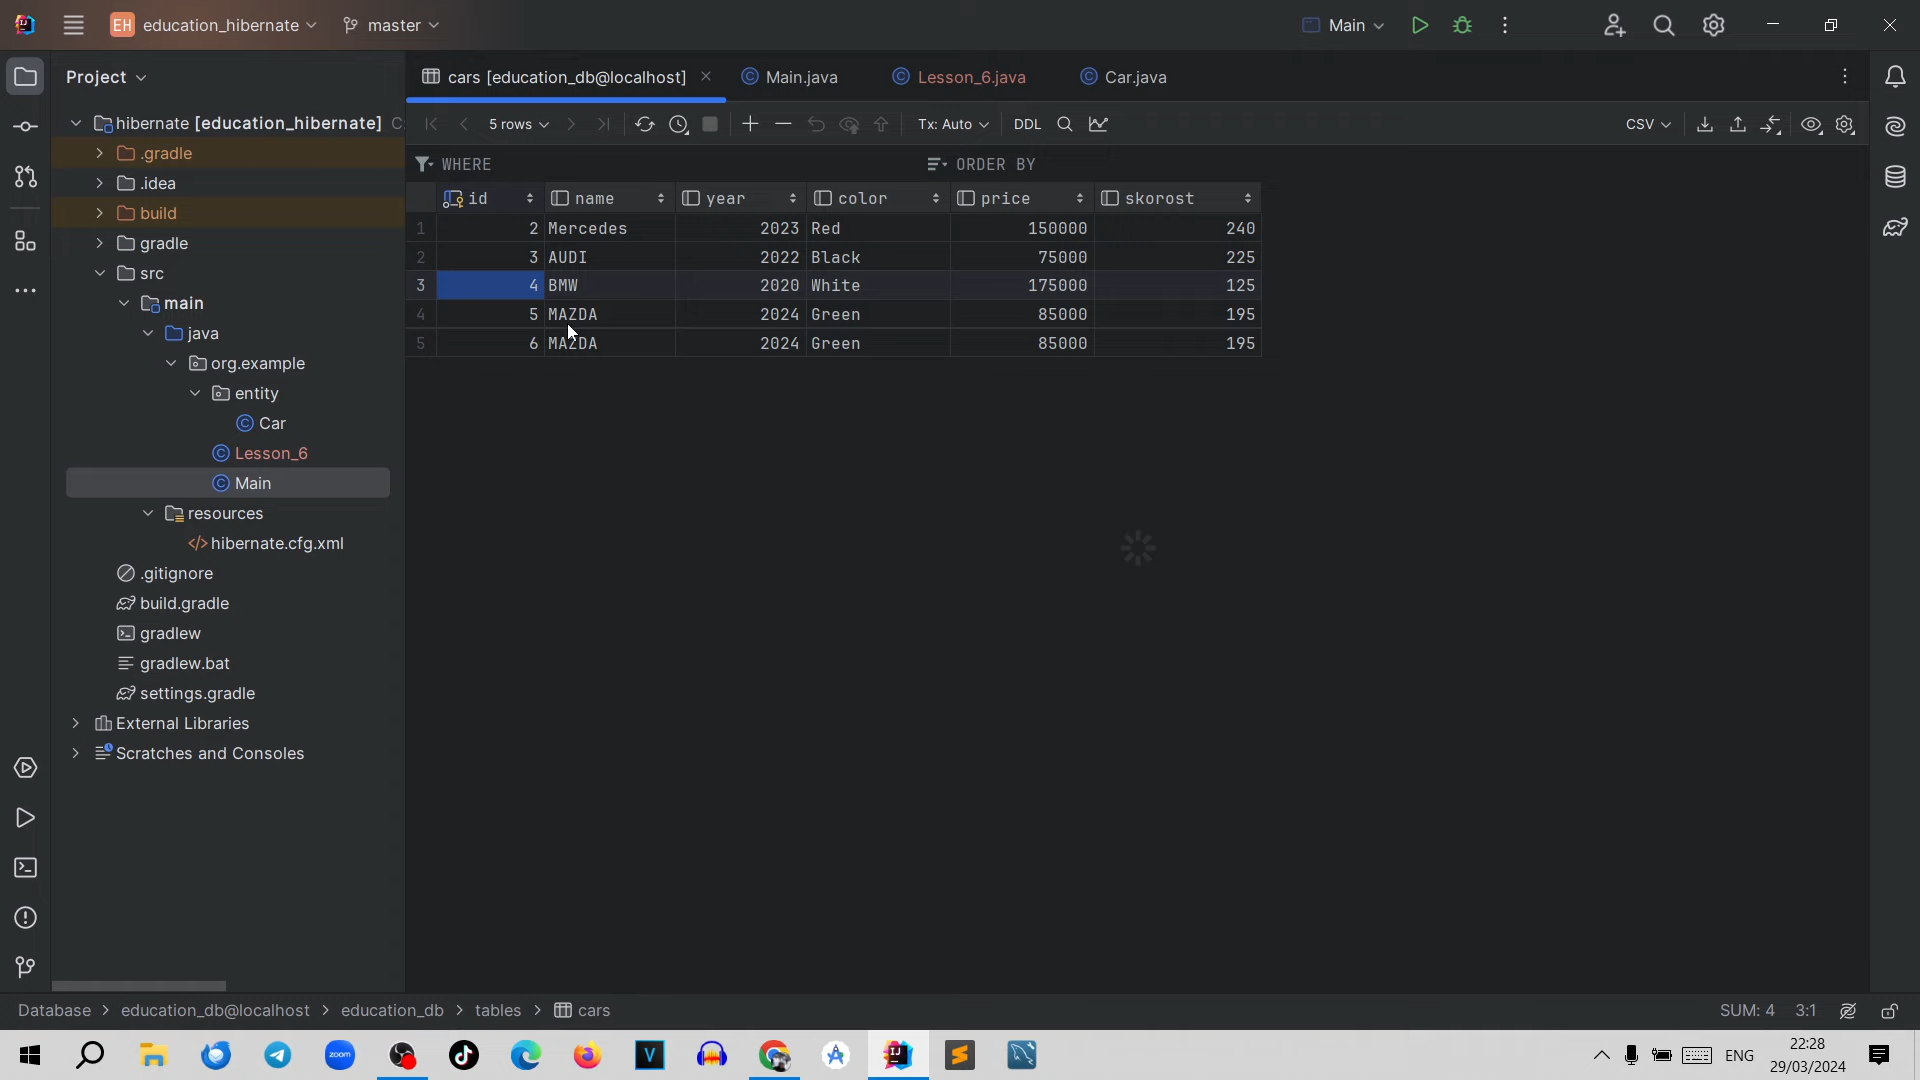 EH education_hibernate master Main
Project
cars [education_db@localhost] Main.java Lesson_6.java Car.java
5 rows Tx: Auto DDL CSV
WHERE ORDER BY
id name year color price skorost
1 2 Mercedes 2023 Red 150000 240
2 3 AUDI 2022 Black 75000 225
3 4 BMW 2020 White 175000 125
4 5 MAZDA 2024 Green 85000 195
5 6 MAZDA 2024 Green 85000 195
hibernate [education_hibernate] C:
.gradle
.idea
build
gradle
src
main
java
org.example
entity
Car
Lesson_6
Main
resources
hibernate.cfg.xml
.gitignore
build.gradle
gradlew
gradlew.bat
settings.gradle
External Libraries
Scratches and Consoles
Database education_db@localhost education_db tables cars SUM: 4 3:1
zoom V IJ ENG 22:28
29/03/2024